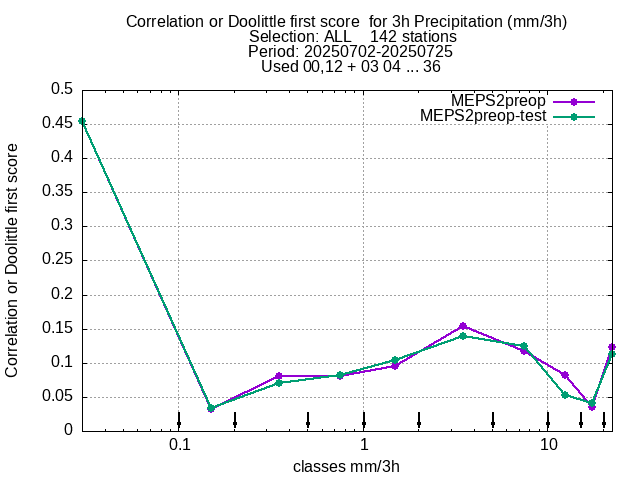 Correlation or Doolittle first score  for 3h Precipitation (mm/3h)
Selection: ALL    142 stations
Period: 20250702-20250725
Used 00,12 + 03 04 ... 36
MEPS2preop
MEPS2preop-test
Correlation or Doolittle first score
0.5
0.45
0.4
0.35
0.3
0.25
0.2
0.15
0.1
0.05
0
0.1 1 10
classes mm/3h